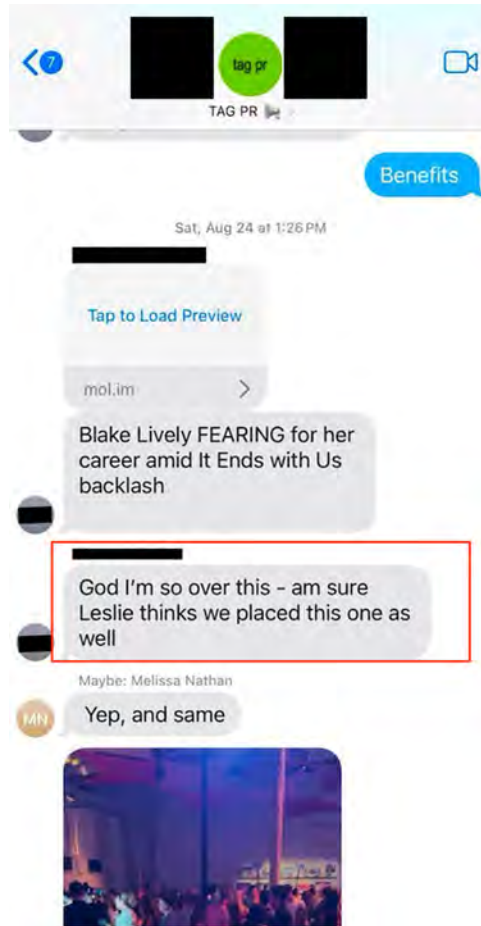 7
tag pr
TAG PR
Benefits
Sat, Aug 24 at 1:26 PM
Tap to Load Preview
mol.im
Blake Lively FEARING for her
career amid It Ends with Us
backlash
God I'm so over this - am sure
Leslie thinks we placed this one as
well
Maybe: Melissa Nathan
MN
Yep, and same